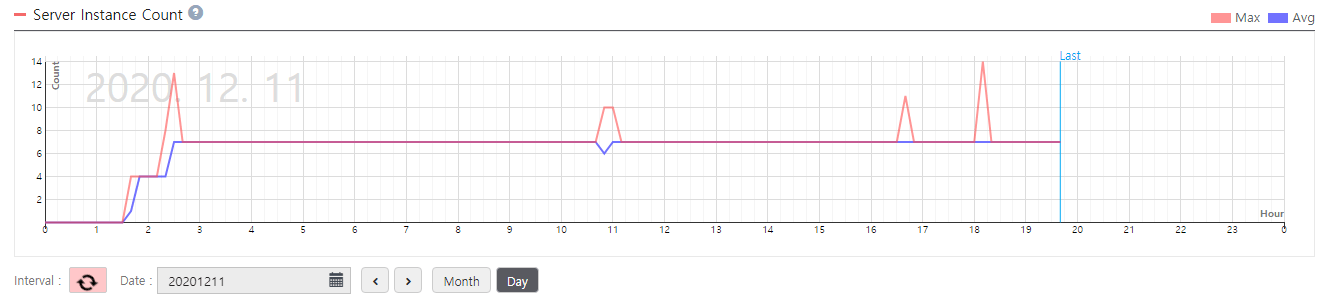 Server Instance Count ?
Max Avg
Last
2020. 12. 11
Count
14
12
10
8
6
4
2
Hour
0 1 2 3 4 5 6 7 8 9 10 11 12 13 14 15 16 17 18 19 20 21 22 23 0
Interval : Date : 20201211 < > Month Day